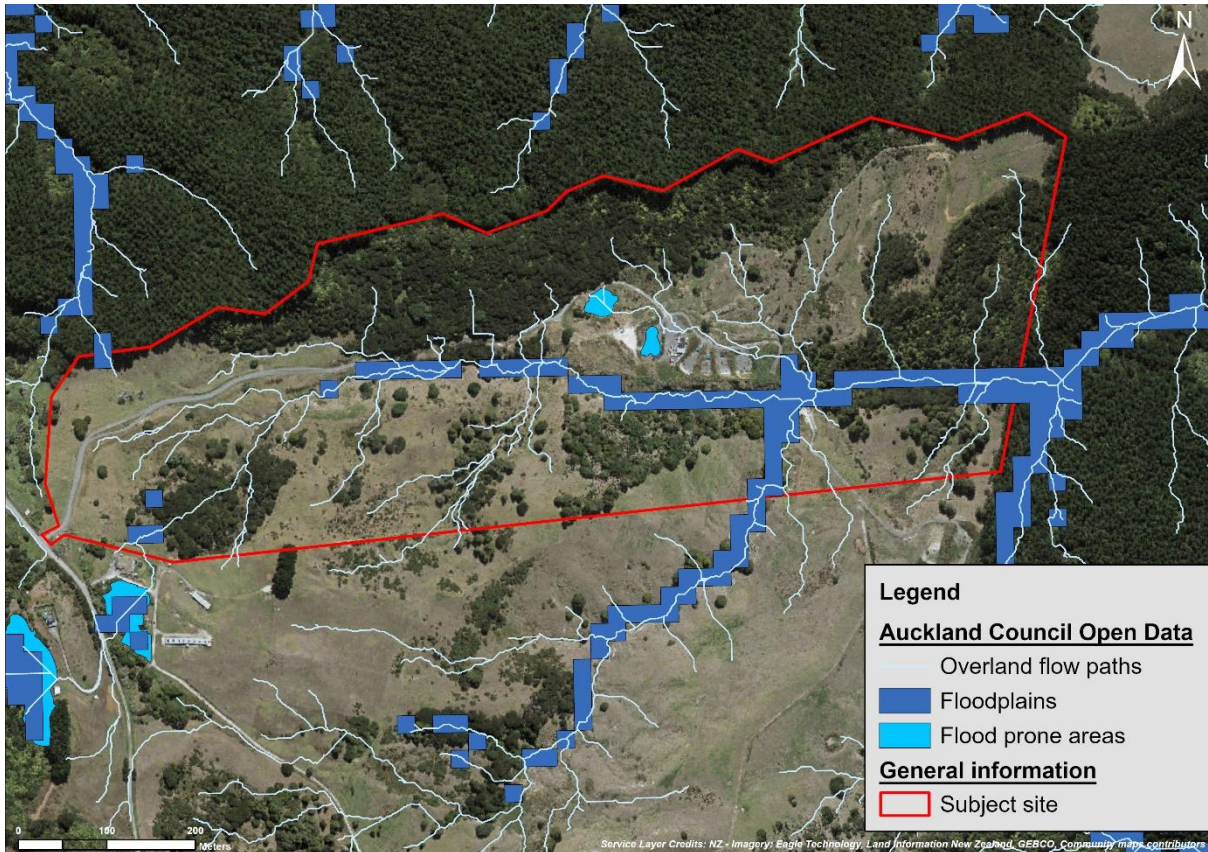 N
Legend
Auckland Council Open Data
Overland flow paths
Floodplains
Flood prone areas
General information
Subject site
0 100 200
Meters
Service Layer Credits: NZ - Imagery: Eagle Technology, Land Information New Zealand, GEBCO, Community maps contributors